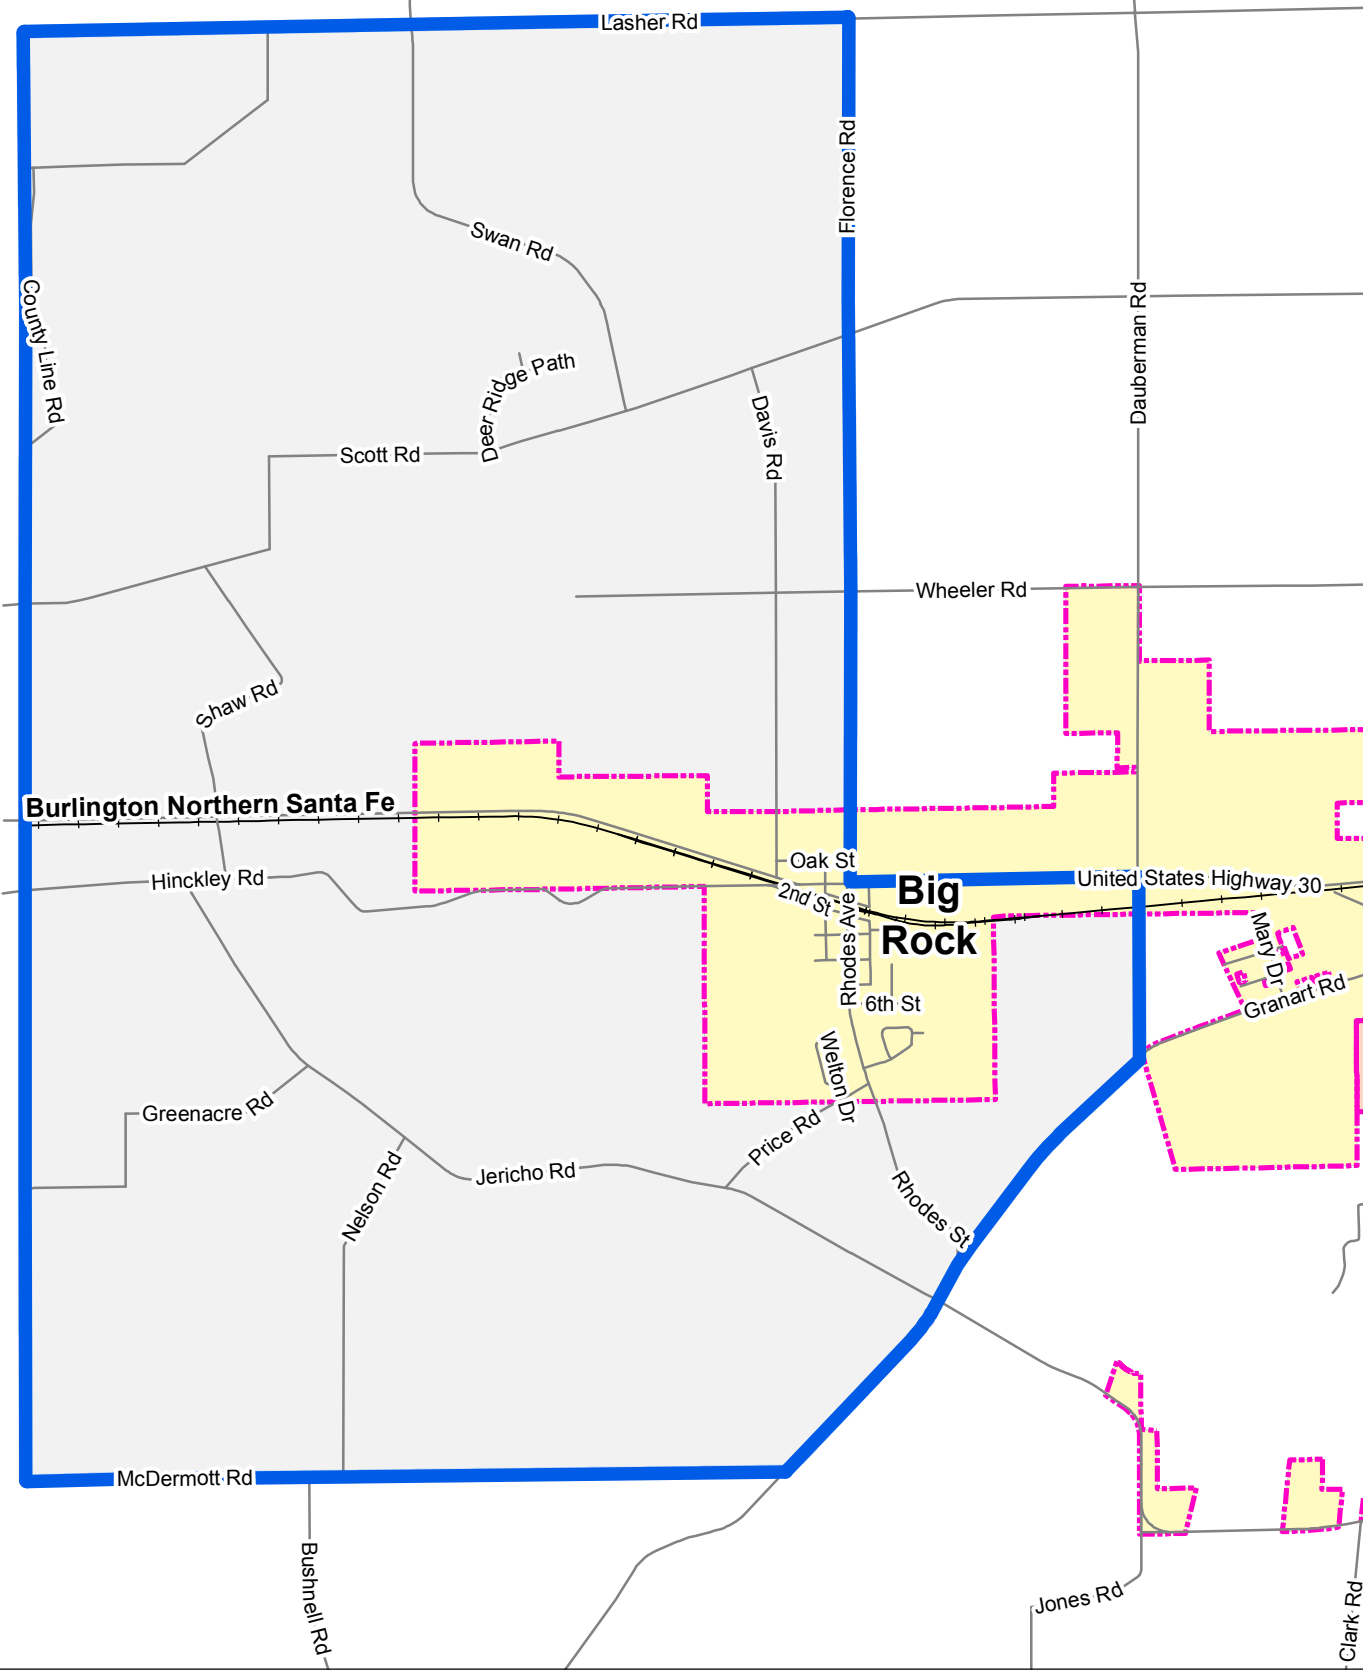 Lasher Rd
Florence Rd
Swan Rd
County Line Rd
Dauberman Rd
Deer Ridge Path
Davis Rd
Scott Rd
Wheeler Rd
Shaw Rd
Burlington Northern Santa Fe
Oak St
Hinckley Rd
2nd St
Big
Rock
United States Highway 30
Rhodes Ave
Mary Dr
Granart Rd
6th St
Welton Dr
Greenacre Rd
Price Rd
Jericho Rd
Nelson Rd
Rhodes St
McDermott Rd
Bushnell Rd
Jones Rd
Clark Rd